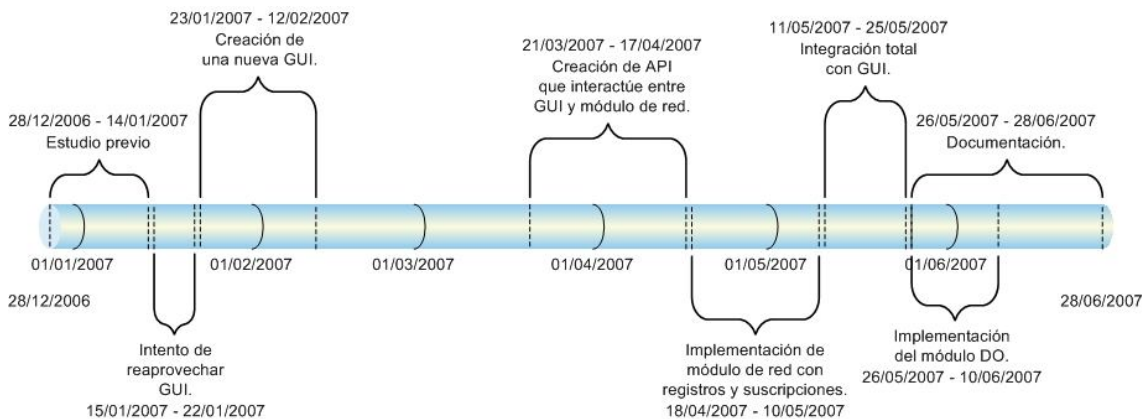 23/01/2007 - 12/02/2007
Creación de
una nueva GUI.
21/03/2007 - 17/04/2007
Creación de API
que interactúe entre
GUI y módulo de red.
11/05/2007 - 25/05/2007
Integración total
con GUI.
28/12/2006 - 14/01/2007
Estudio previo
26/05/2007 - 28/06/2007
Documentación.
01/01/2007
01/02/2007
01/03/2007
01/04/2007
01/05/2007
01/06/2007
28/12/2006
28/06/2007
Intento de
reaprovechar
GUI.
15/01/2007 - 22/01/2007
Implementación de
módulo de red con
registros y suscripciones.
18/04/2007 - 10/05/2007
Implementación
del módulo DO.
26/05/2007 - 10/06/2007